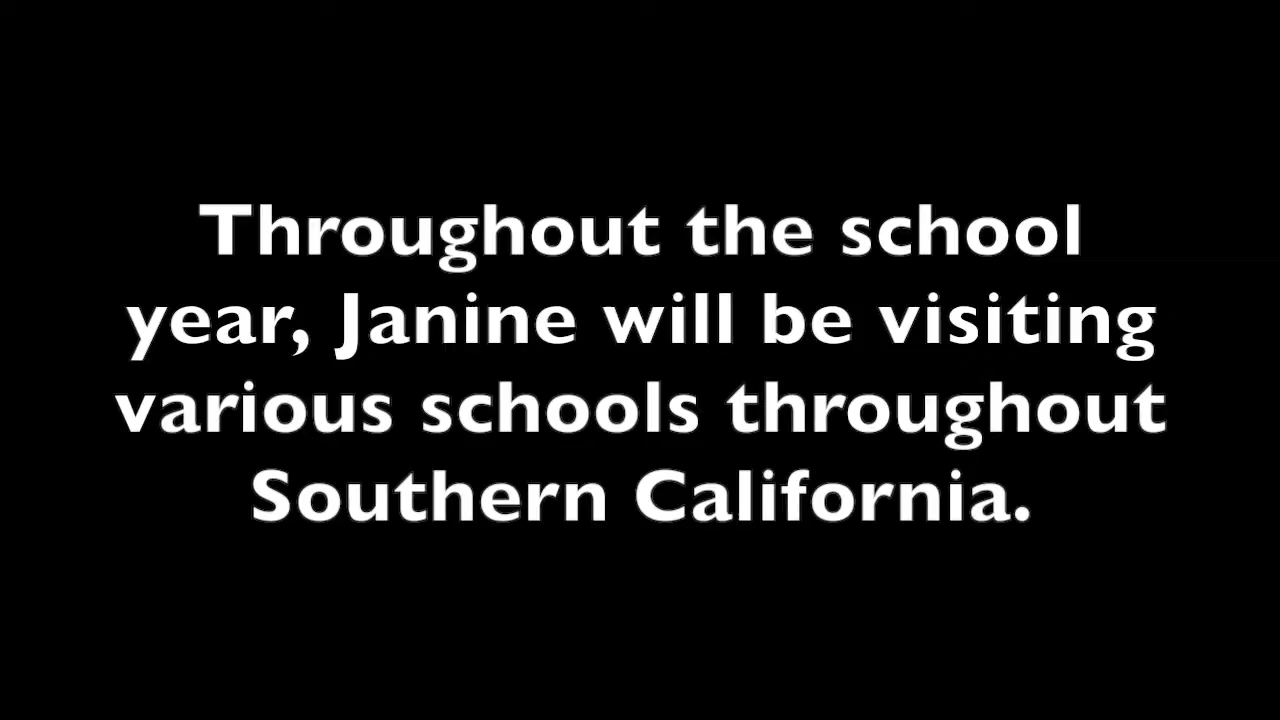 Throughout the school
year, Janine will be visiting
various schools throughout
Southern California.